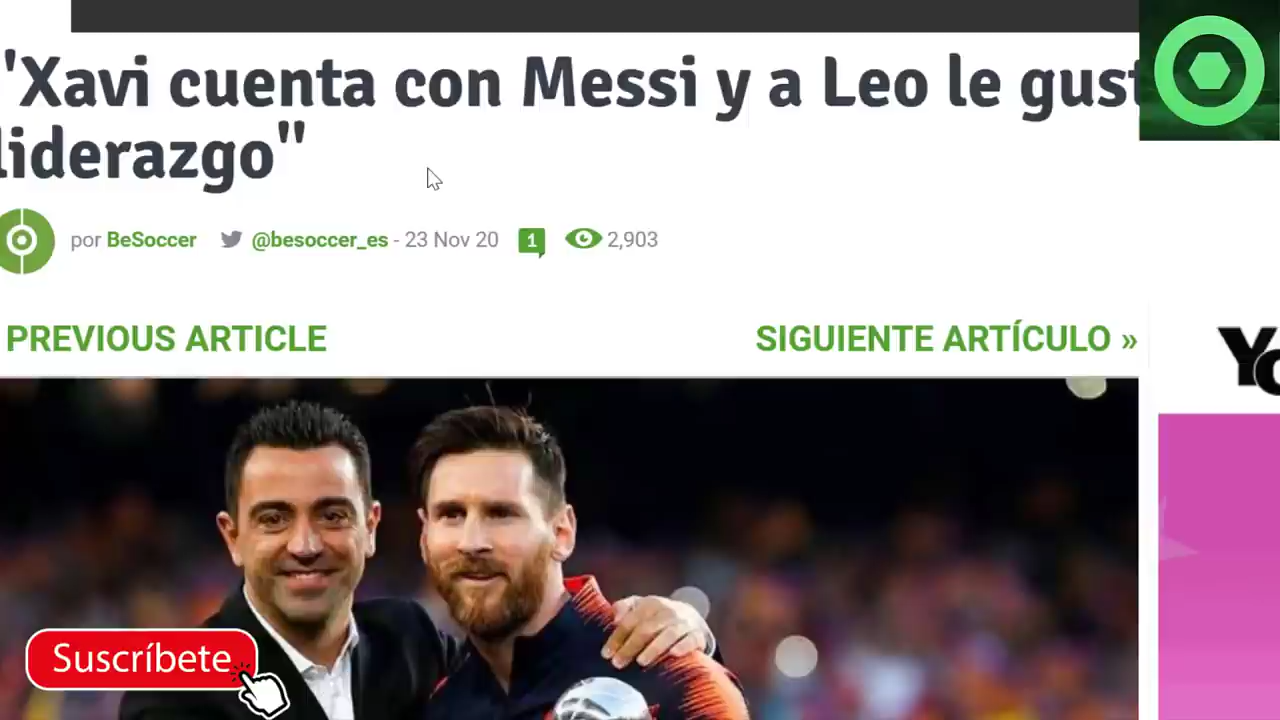 "Xavi cuenta con Messi y a Leo le gust
liderazgo"
por BeSoccer @besoccer_es - 23 Nov 20 1 2,903
PREVIOUS ARTICLE SIGUIENTE ARTÍCULO »
Yo
Suscríbete